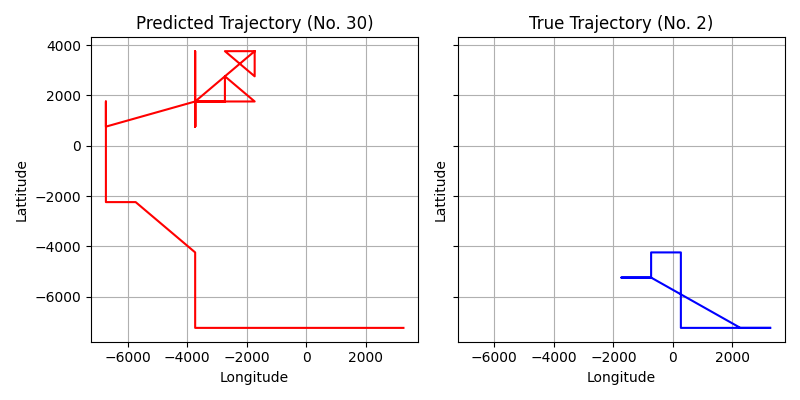 Predicted Trajectory (No. 30)
True Trajectory (No. 2)
4000
2000
0
−2000
−4000
−6000
Lattitude
Lattitude
−6000 −4000 −2000 0 2000
−6000 −4000 −2000 0 2000
Longitude
Longitude